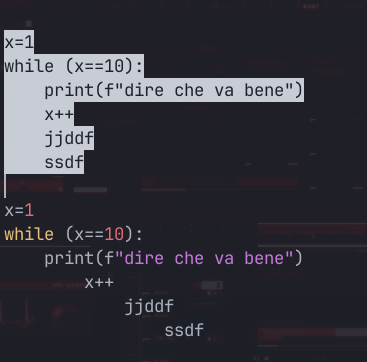 x=1
while (x==10):
    print(f"dire che va bene")
    x++
    jjddf
    ssdf

x=1
while (x==10):
    print(f"dire che va bene")
        x++
            jjddf
                ssdf